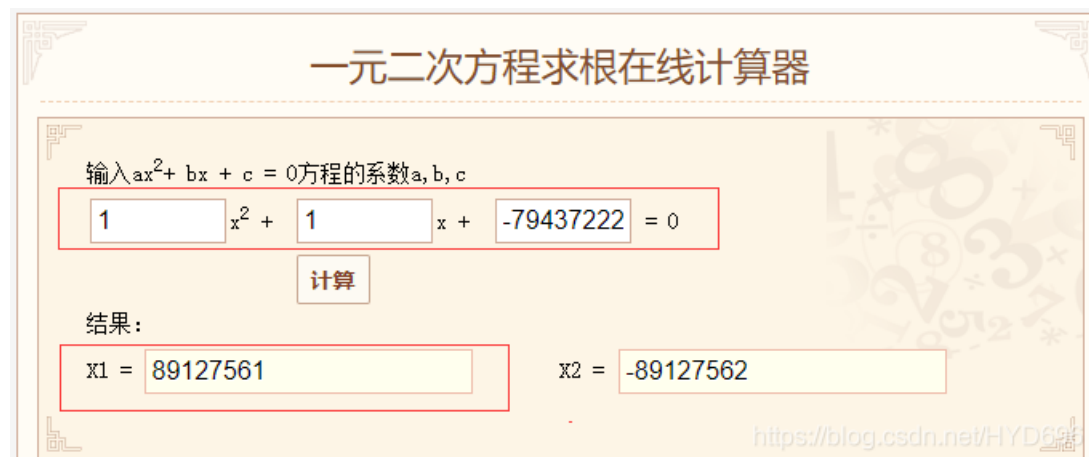 一元二次方程求根在线计算器
输入ax²+ bx + c = 0方程的系数a,b,c
1 x² + 1 x + -79437222 = 0
计算
结果:
X1 = 89127561 X2 = -89127562
https://blog.csdn.net/HYD696